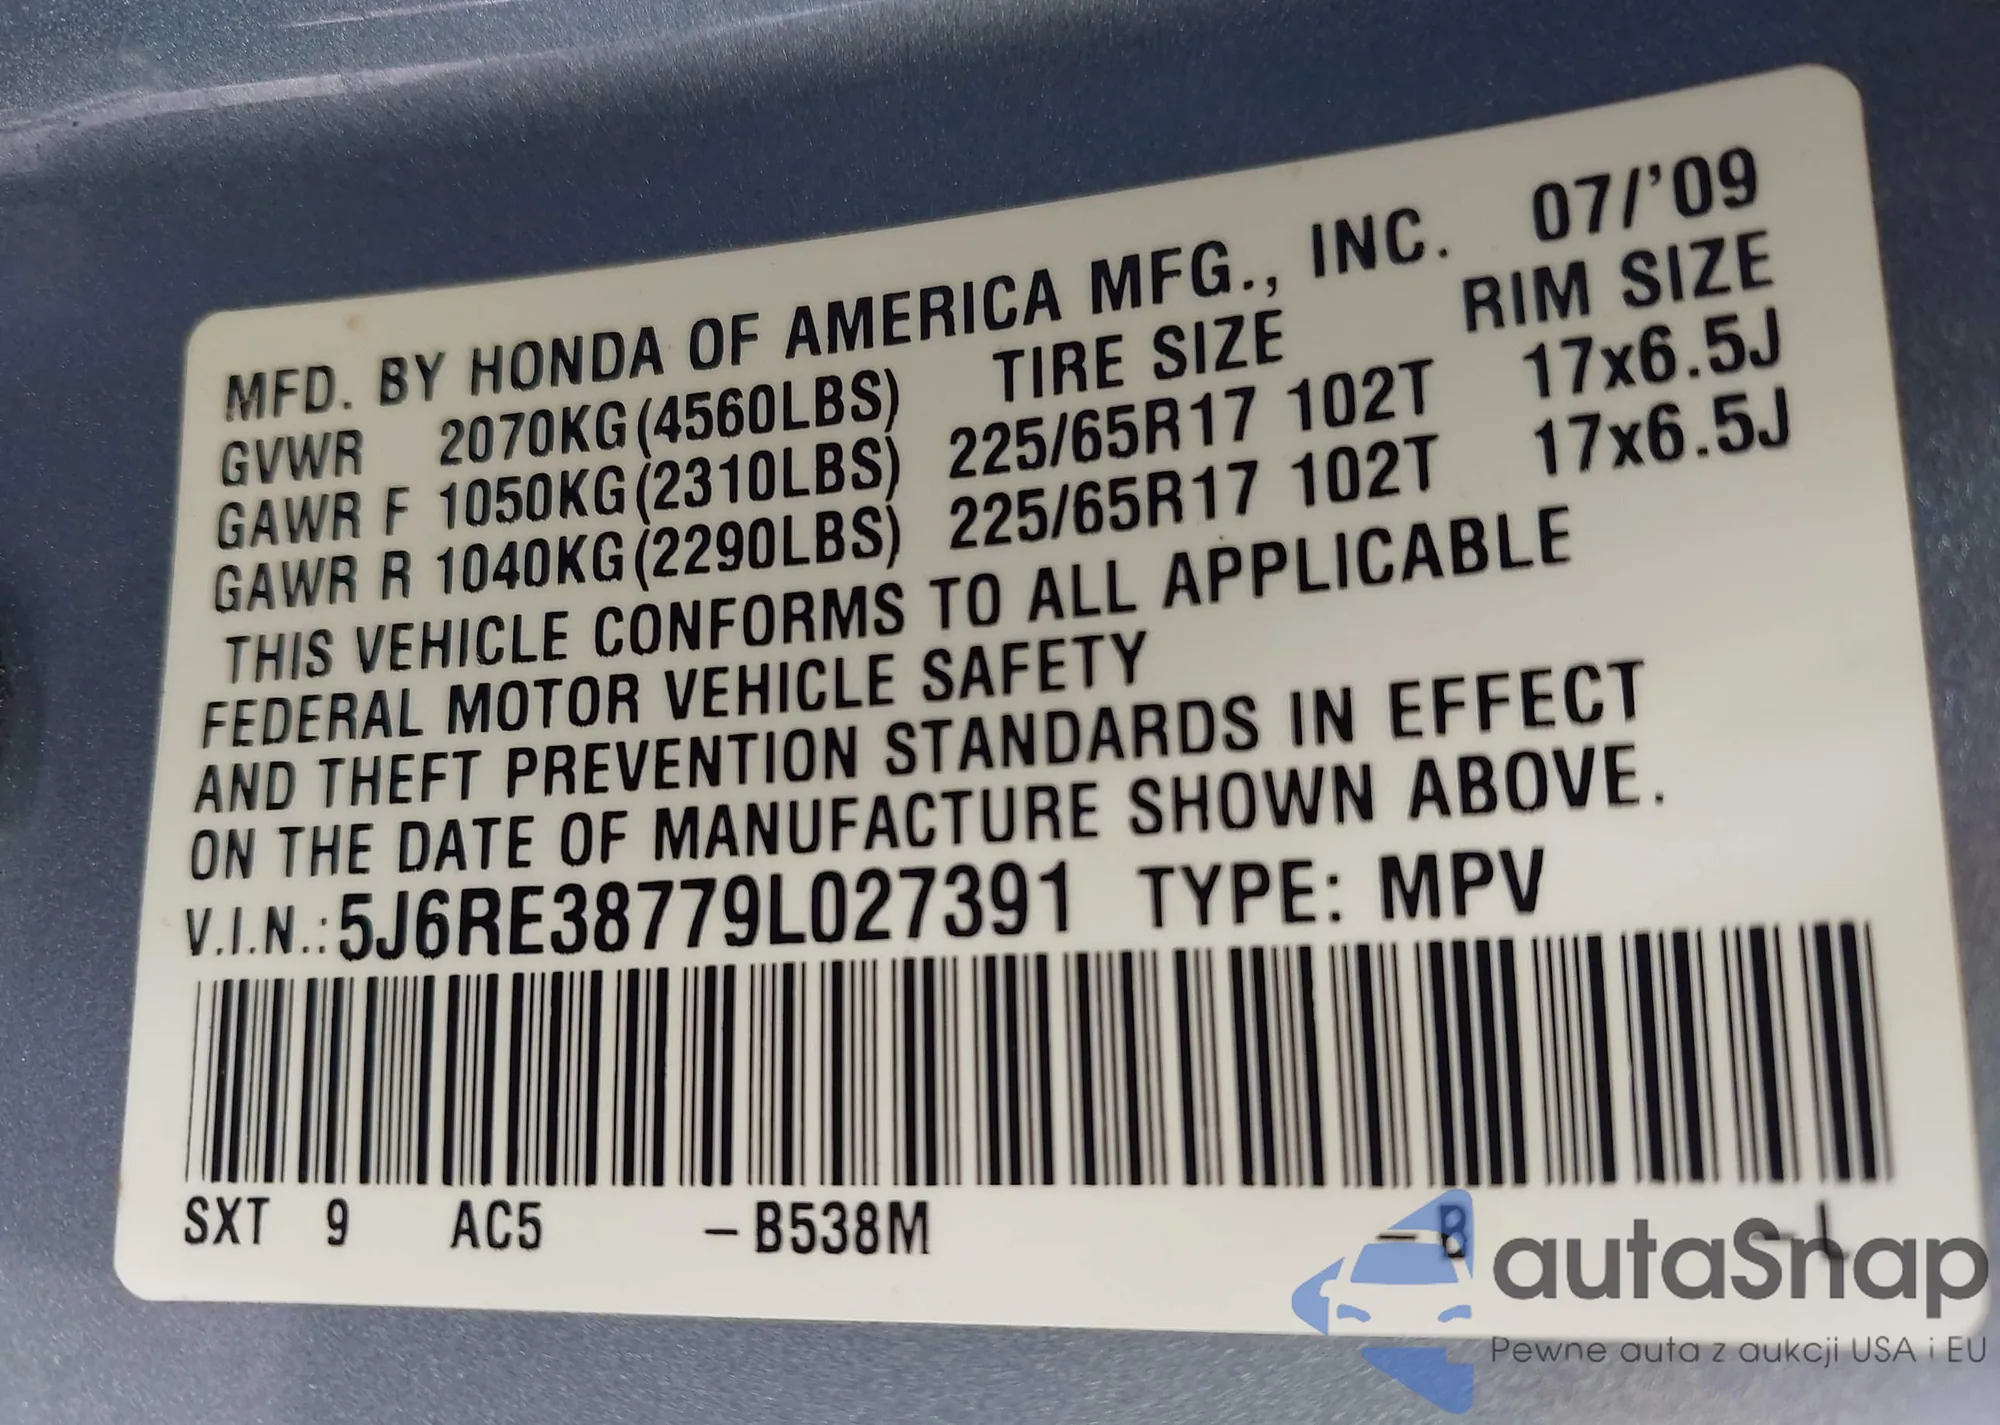 MFD. BY HONDA OF AMERICA MFG., INC. 07/'09
GVWR 2070KG(4560LBS) TIRE SIZE RIM SIZE
GAWR F 1050KG(2310LBS) 225/65R17 102T 17x6.5J
GAWR R 1040KG(2290LBS) 225/65R17 102T 17x6.5J
THIS VEHICLE CONFORMS TO ALL APPLICABLE
FEDERAL MOTOR VEHICLE SAFETY
AND THEFT PREVENTION STANDARDS IN EFFECT
ON THE DATE OF MANUFACTURE SHOWN ABOVE.
V.I.N.:5J6RE38779L027391 TYPE: MPV
SXT 9 AC5 -B538M -B -L
autaSnap
Pewne auta z aukcji USA i EU